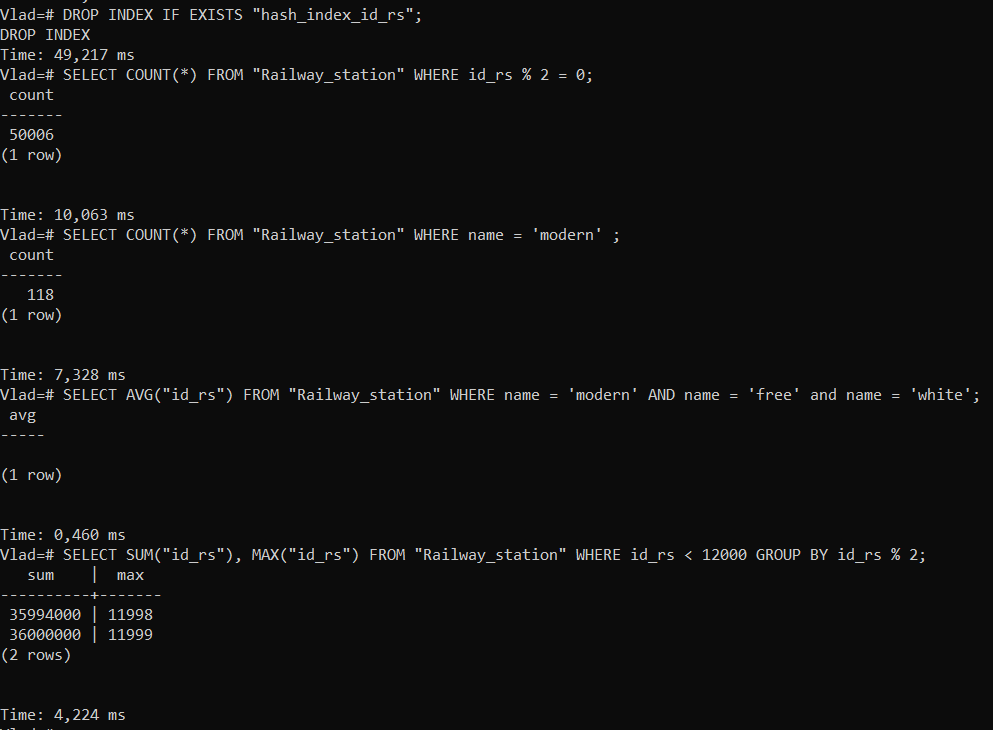 Vlad=# DROP INDEX IF EXISTS "hash_index_id_rs";
DROP INDEX
Time: 49,217 ms
Vlad=# SELECT COUNT(*) FROM "Railway_station" WHERE id_rs % 2 = 0;
 count
-------
 50006
(1 row)


Time: 10,063 ms
Vlad=# SELECT COUNT(*) FROM "Railway_station" WHERE name = 'modern' ;
 count
-------
   118
(1 row)


Time: 7,328 ms
Vlad=# SELECT AVG("id_rs") FROM "Railway_station" WHERE name = 'modern' AND name = 'free' and name = 'white';
 avg
-----

(1 row)


Time: 0,460 ms
Vlad=# SELECT SUM("id_rs"), MAX("id_rs") FROM "Railway_station" WHERE id_rs < 12000 GROUP BY id_rs % 2;
   sum    |  max
----------+-------
 35994000 | 11998
 36000000 | 11999
(2 rows)


Time: 4,224 ms